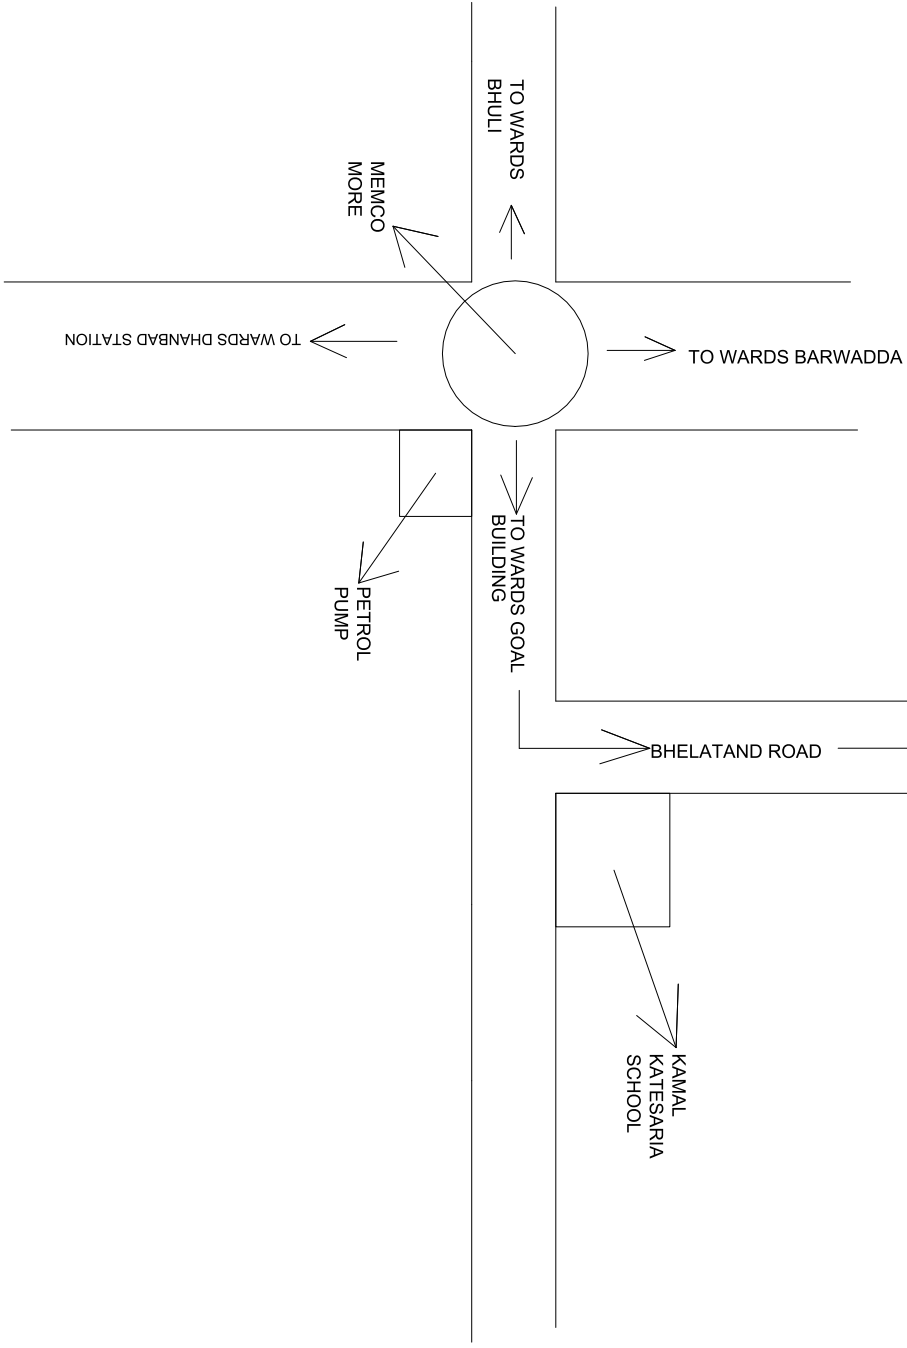 TO WARDS
BHULI
MEMCO
MORE
TO WARDS DHANBAD STATION
TO WARDS BARWADDA
TO WARDS GOAL
BUILDING
PETROL
PUMP
BHELATAND ROAD
KAMAL
KATESARIA
SCHOOL